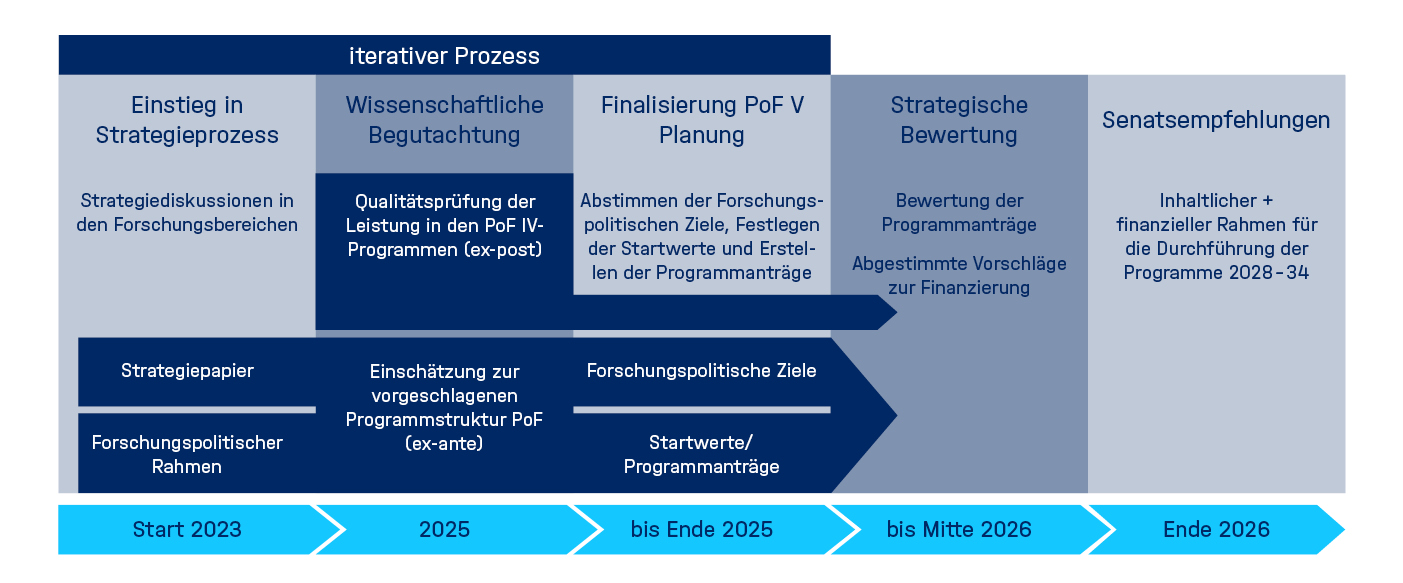 iterativer Prozess
Einstieg in
Strategieprozess
Strategiediskussionen in
den Forschungsbereichen
Wissenschaftliche
Begutachtung
Qualitätsprüfung der
Leistung in den PoF IV-
Programmen (ex-post)
Finalisierung PoF V
Planung
Abstimmen der Forschungs-
politischen Ziele, Festlegen
der Startwerte und Erstel-
len der Programmanträge
Strategische
Bewertung
Bewertung der
Programmanträge
Abgestimmte Vorschläge
zur Finanzierung
Senatsempfehlungen
Inhaltlicher +
finanzieller Rahmen für
die Durchführung der
Programme 2028-34
Strategiepapier
Forschungspolitischer
Rahmen
Einschätzung zur
vorgeschlagenen
Programmstruktur PoF
(ex-ante)
Forschungspolitische Ziele
Startwerte/
Programmanträge
Start 2023
2025
bis Ende 2025
bis Mitte 2026
Ende 2026